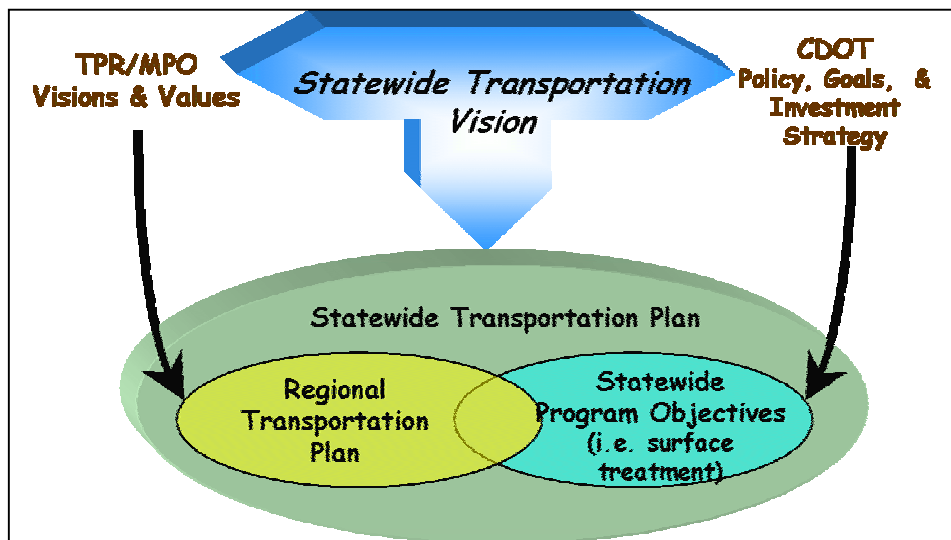 TPR/MPO
Visions & Values
Statewide Transportation
Vision
CDOT
Policy, Goals, &
Investment
Strategy
Statewide Transportation Plan
Regional
Transportation
Plan
Statewide
Program Objectives
(i.e. surface
treatment)